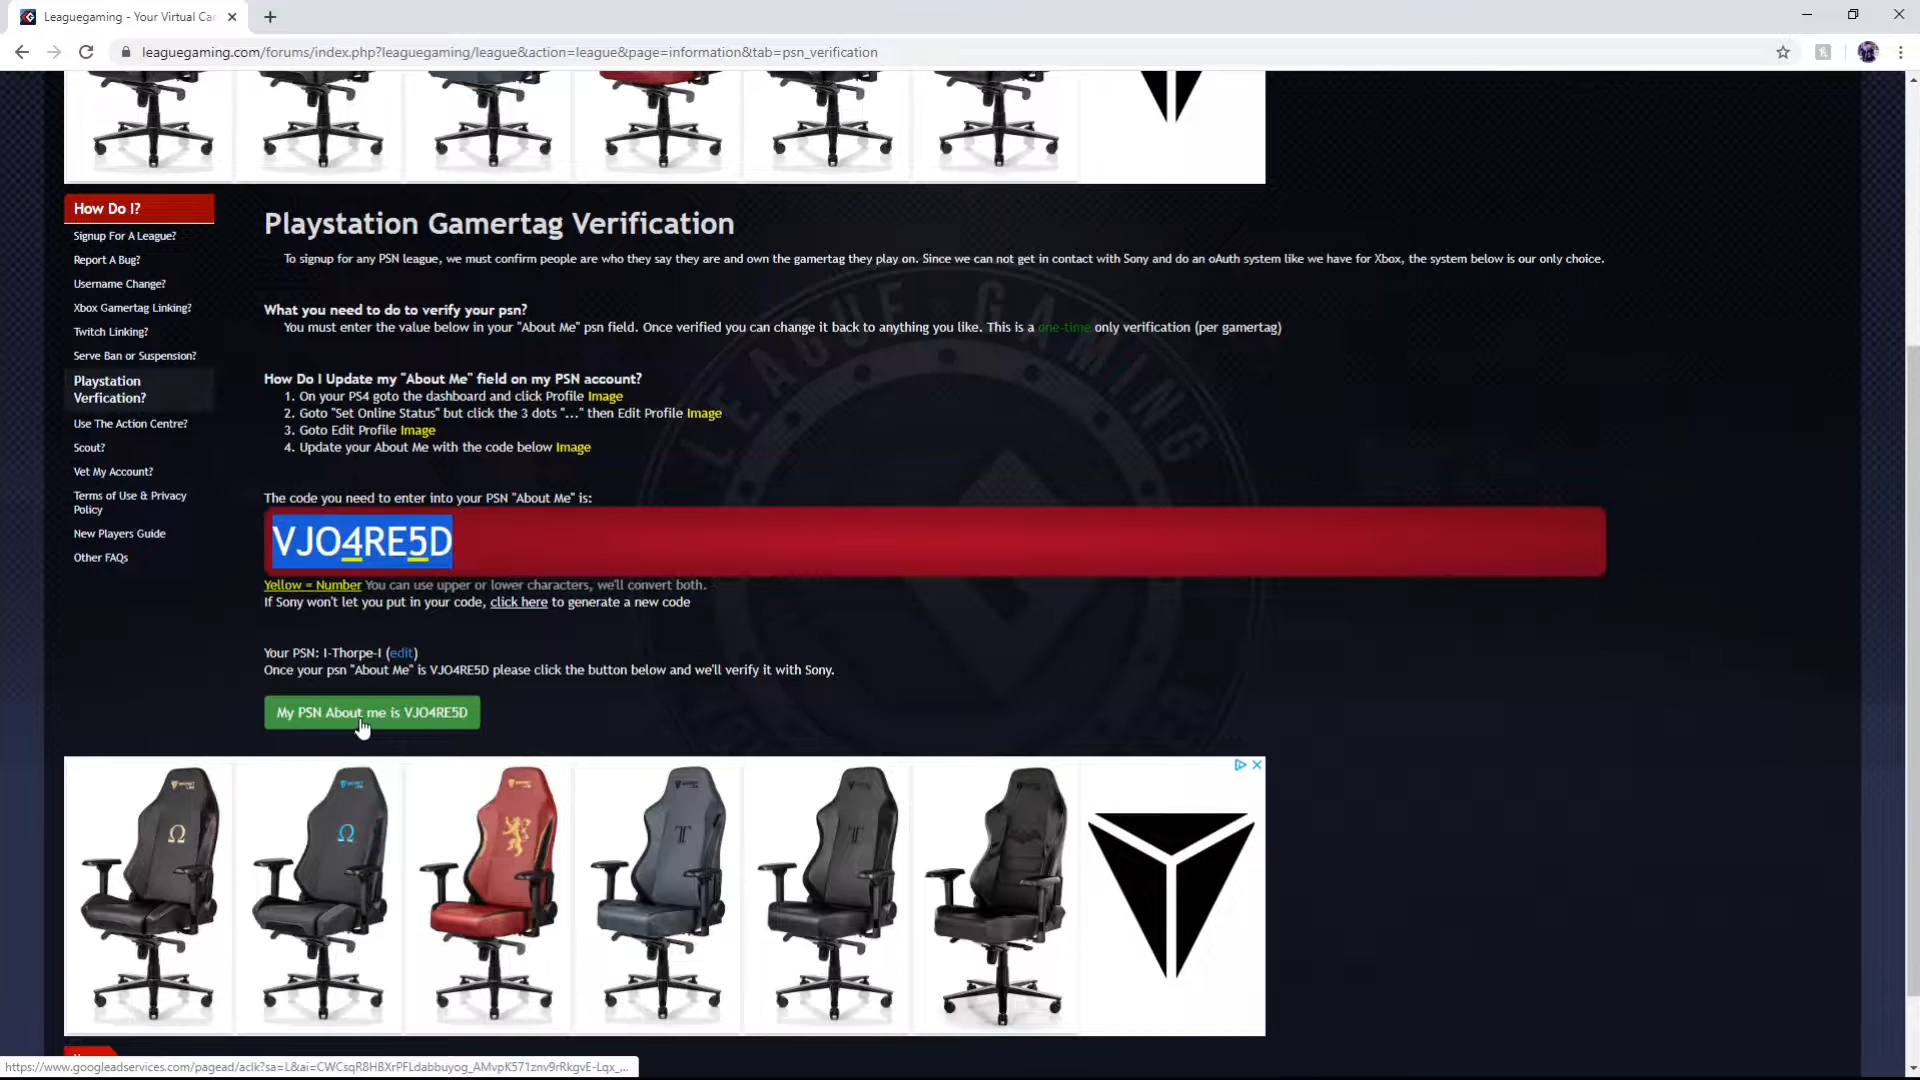 Leaguegaming - Your Virtual Ca
leaguegaming.com/forums/index.php?leaguegaming/league&action=league&page=information&tab=psn_verification
How Do I?
Signup For A League?
Report A Bug?
Username Change?
Xbox Gamertag Linking?
Twitch Linking?
Serve Ban or Suspension?
Playstation
Verfication?
Use The Action Centre?
Scout?
Vet My Account?
Terms of Use & Privacy
Policy
New Players Guide
Other FAQs
Playstation Gamertag Verification
To signup for any PSN league, we must confirm people are who they say they are and own the gamertag they play on. Since we can not get in contact with Sony and do an oAuth system like we have for Xbox, the system below is our only choice.
What you need to do to verify your psn?
You must enter the value below in your "About Me" psn field. Once verified you can change it back to anything you like. This is a one-time only verification (per gamertag)
How Do I Update my "About Me" field on my PSN account?
1. On your PS4 goto the dashboard and click Profile Image
2. Goto "Set Online Status" but click the 3 dots "..." then Edit Profile Image
3. Goto Edit Profile Image
4. Update your About Me with the code below Image
The code you need to enter into your PSN "About Me" is:
VJO4RE5D
Yellow = Number You can use upper or lower characters, we'll convert both.
If Sony won't let you put in your code, click here to generate a new code
Your PSN: I-Thorpe-I (edit)
Once your psn "About Me" is VJO4RE5D please click the button below and we'll verify it with Sony.
My PSN About me is VJO4RE5D
LEAGUE GAMING
https://www.googleadservices.com/pagead/aclk?sa=L&ai=CWCsqR8HBXrPFLdabbuyog_AMvpK571znv9rRkgvE-Lqx_...